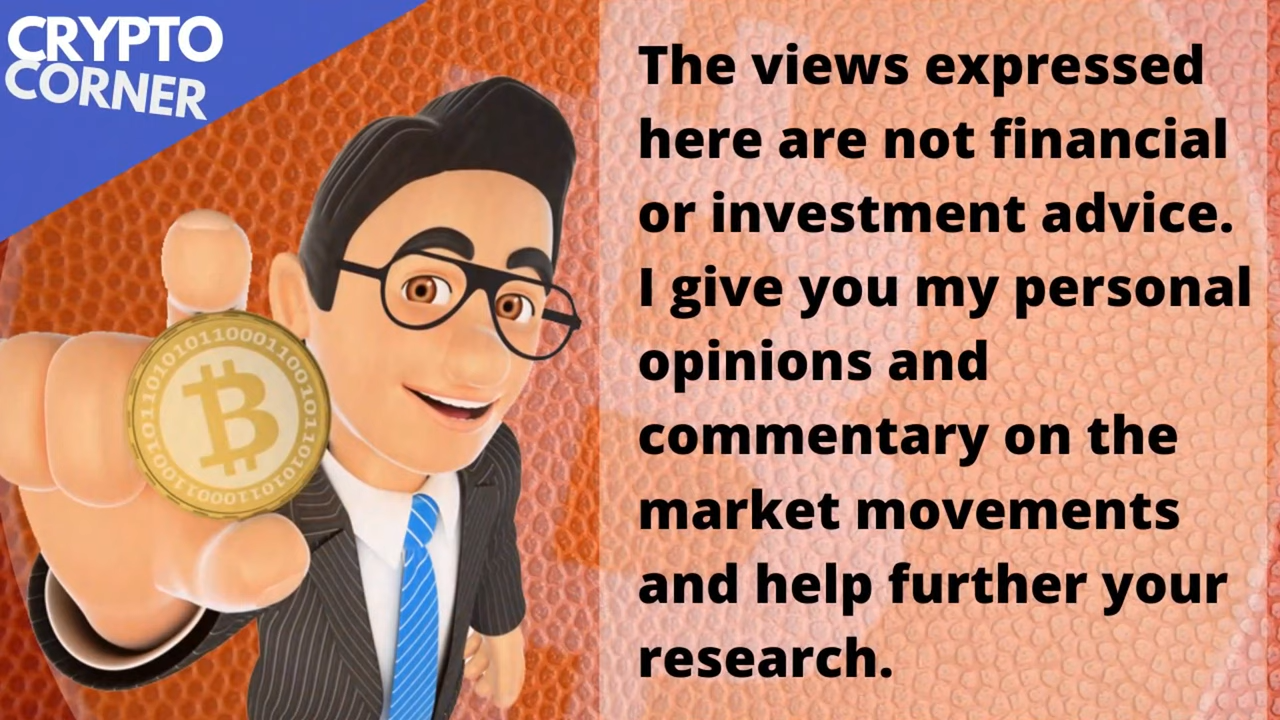 CRYPTO
CORNER
The views expressed
here are not financial
or investment advice.
I give you my personal
opinions and
commentary on the
market movements
and help further your
research.